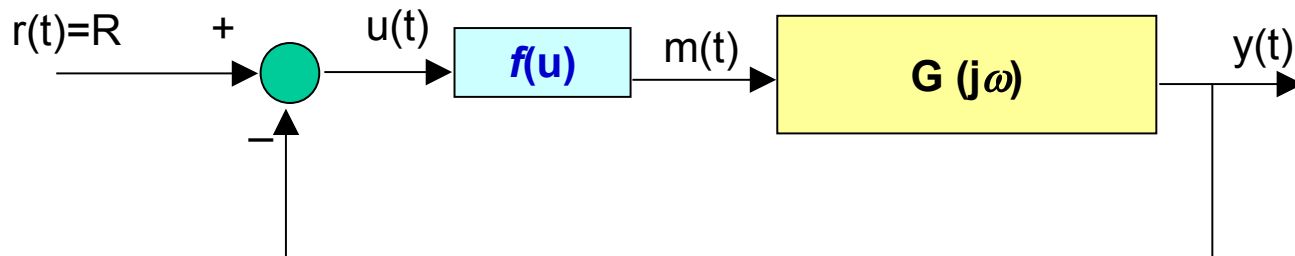 r(t)=R + u(t) f(u) m(t) G (jω) y(t)
–